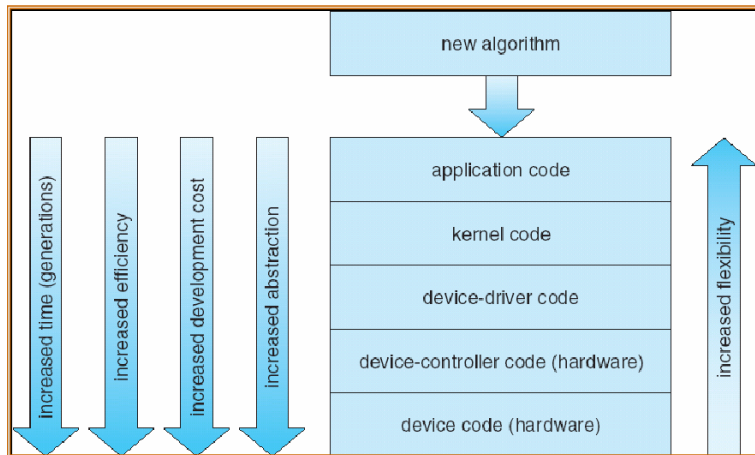 new algorithm
application code
kernel code
device-driver code
device-controller code (hardware)
device code (hardware)
increased time (generations)
increased efficiency
increased development cost
increased abstraction
increased flexibility